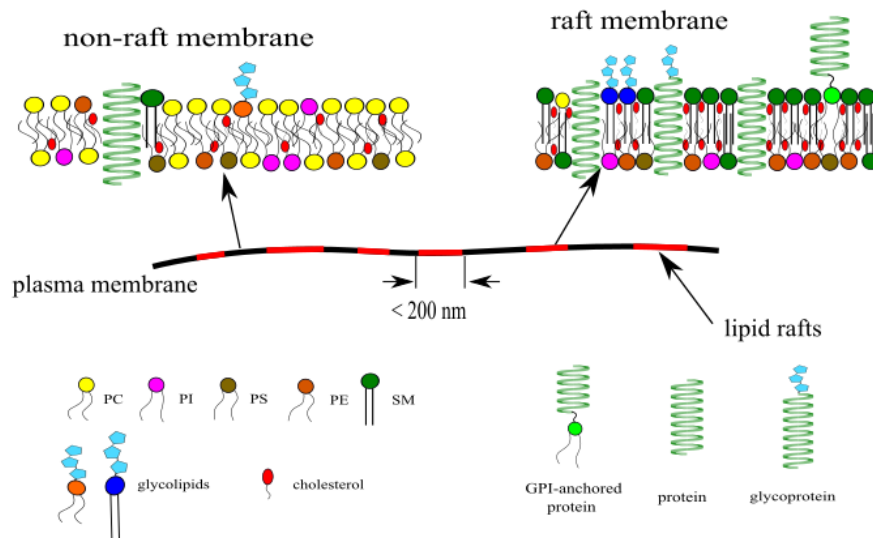 non-raft membrane
raft membrane
plasma membrane
< 200 nm
lipid rafts
PC
PI
PS
PE
SM
glycolipids
cholesterol
GPI-anchored
protein
protein
glycoprotein